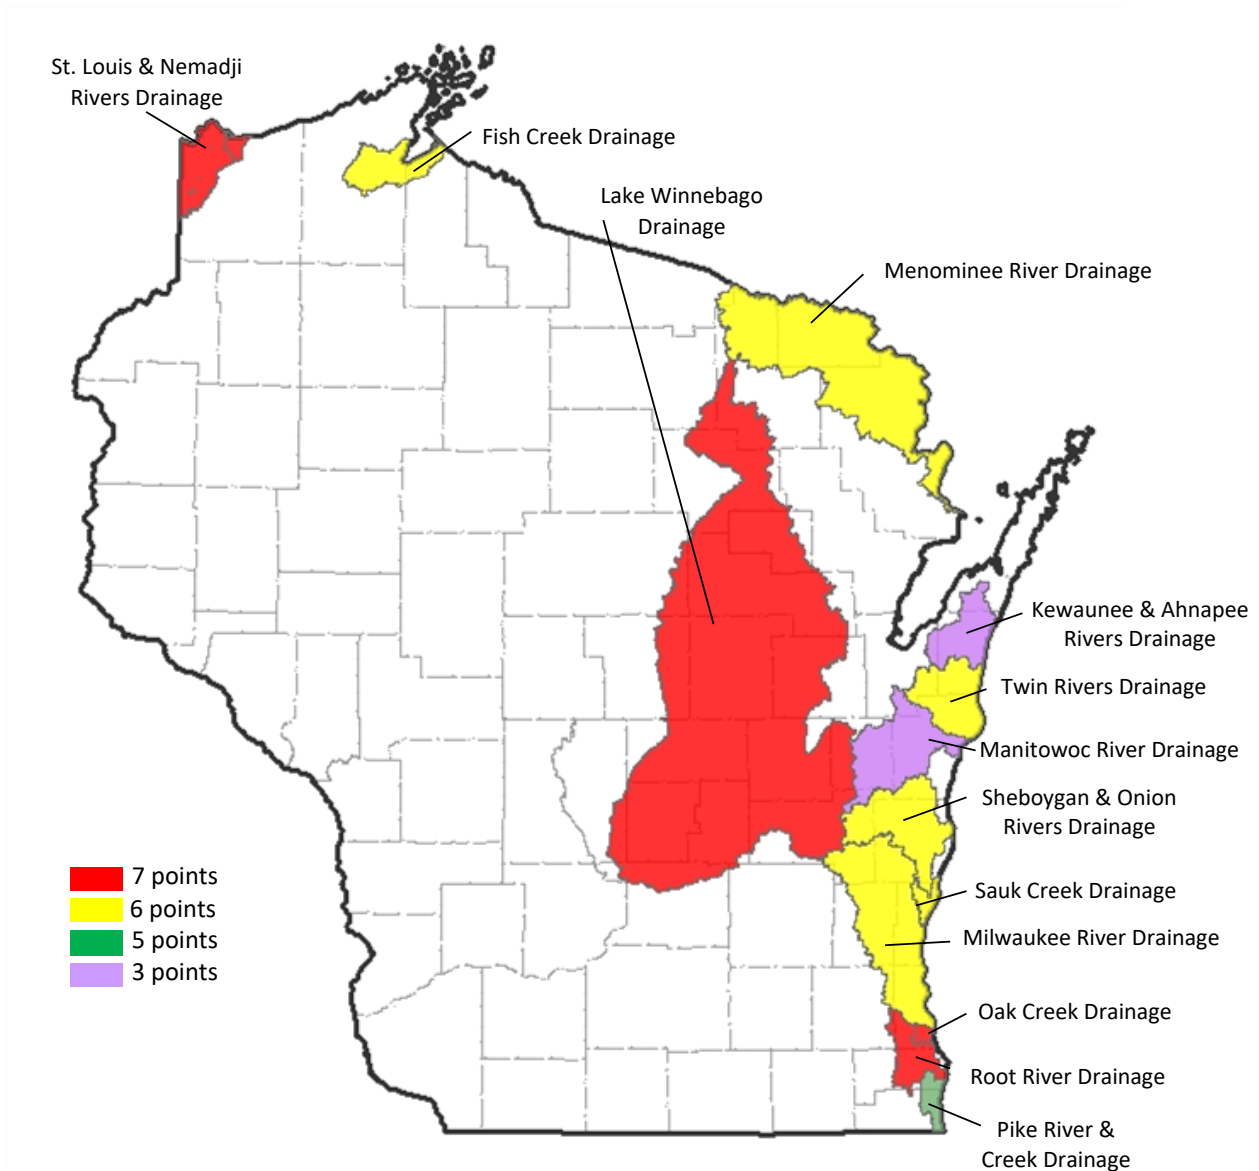 St. Louis & Nemadji
Rivers Drainage
Fish Creek Drainage
Lake Winnebago
Drainage
Menominee River Drainage
Kewaunee & Ahnapee
Rivers Drainage
Twin Rivers Drainage
Manitowoc River Drainage
Sheboygan & Onion
Rivers Drainage
7 points
6 points
5 points
3 points
Sauk Creek Drainage
Milwaukee River Drainage
Oak Creek Drainage
Root River Drainage
Pike River &
Creek Drainage